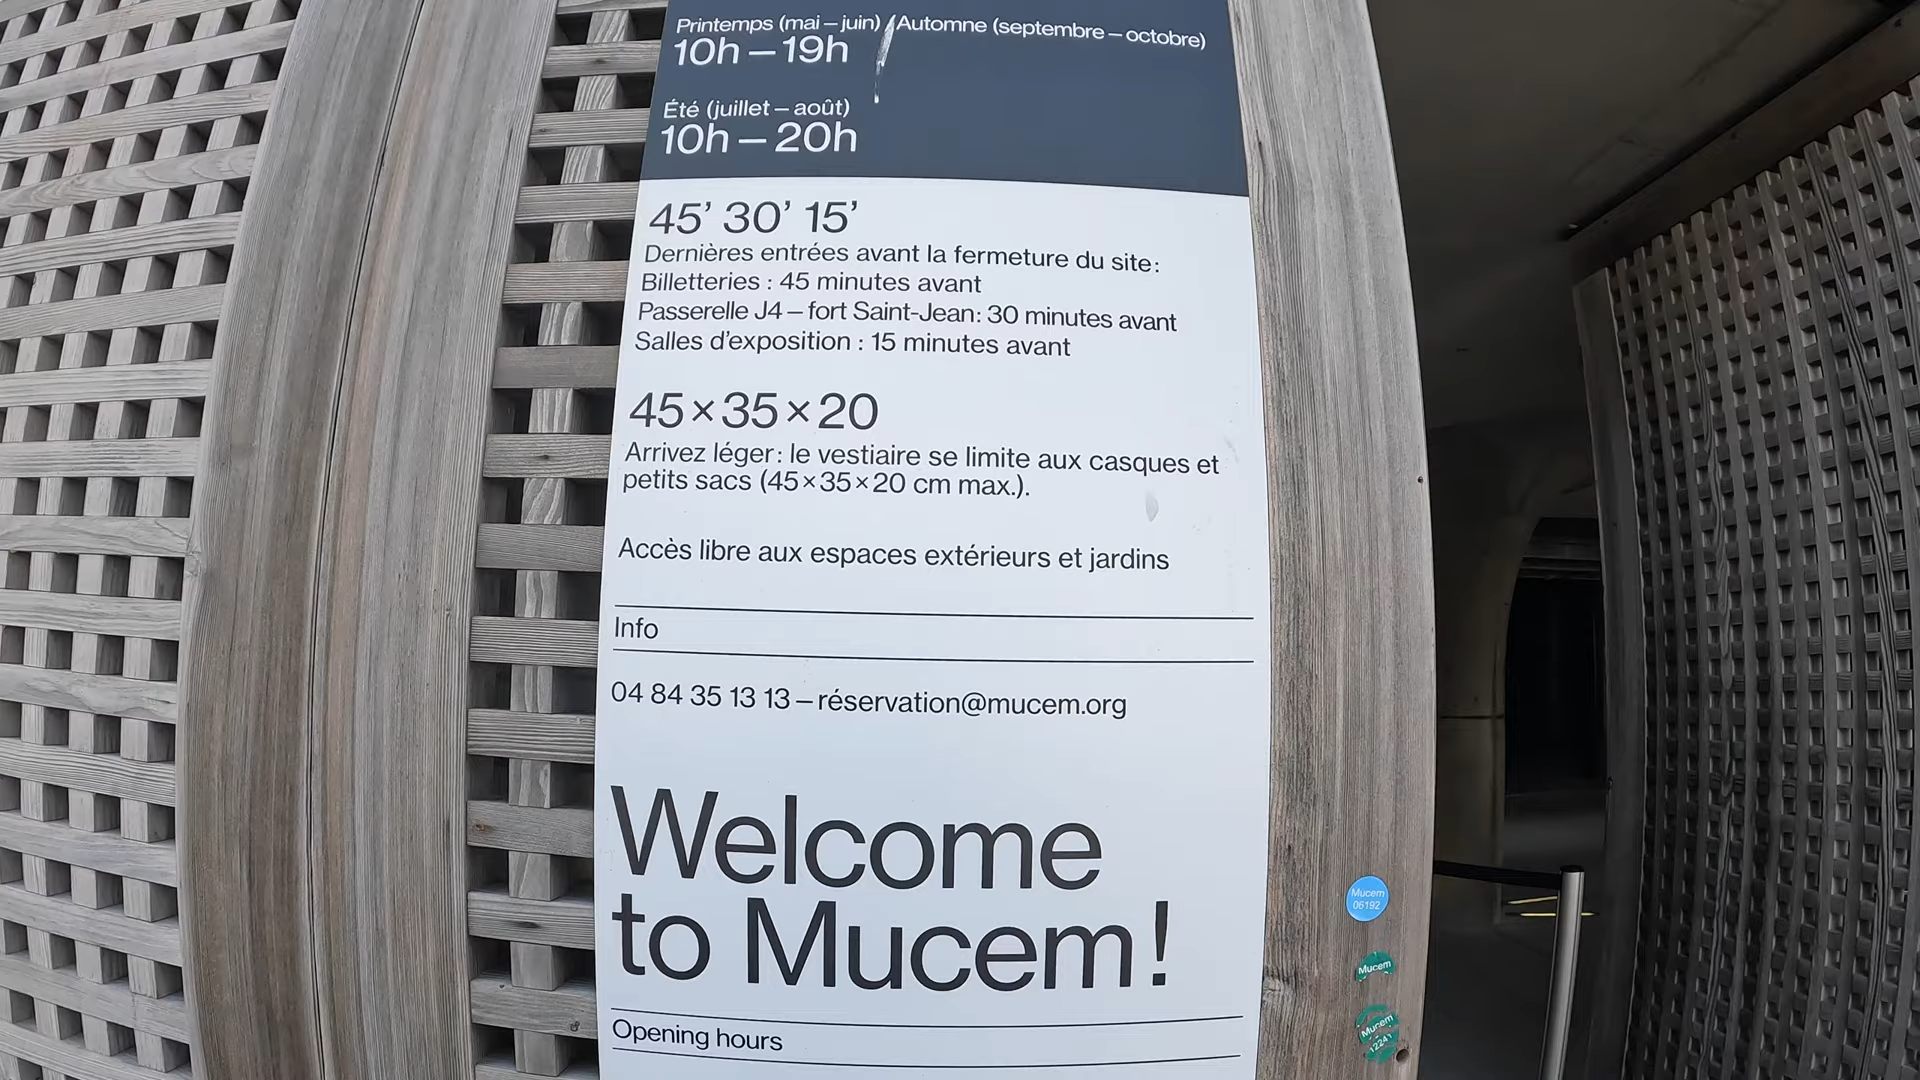 Printemps (mai – juin) / Automne (septembre – octobre)
10h – 19h
Été (juillet – août)
10h – 20h
45’ 30’ 15’
Dernières entrées avant la fermeture du site :
Billetteries : 45 minutes avant
Passerelle J4 – fort Saint-Jean : 30 minutes avant
Salles d’exposition : 15 minutes avant
45×35×20
Arrivez léger : le vestiaire se limite aux casques et
petits sacs (45×35×20 cm max.).
Accès libre aux espaces extérieurs et jardins
Info
04 84 35 13 13 – réservation@mucem.org
Welcome
to Mucem !
Opening hours
Mucem
06192
Mucem
Mucem